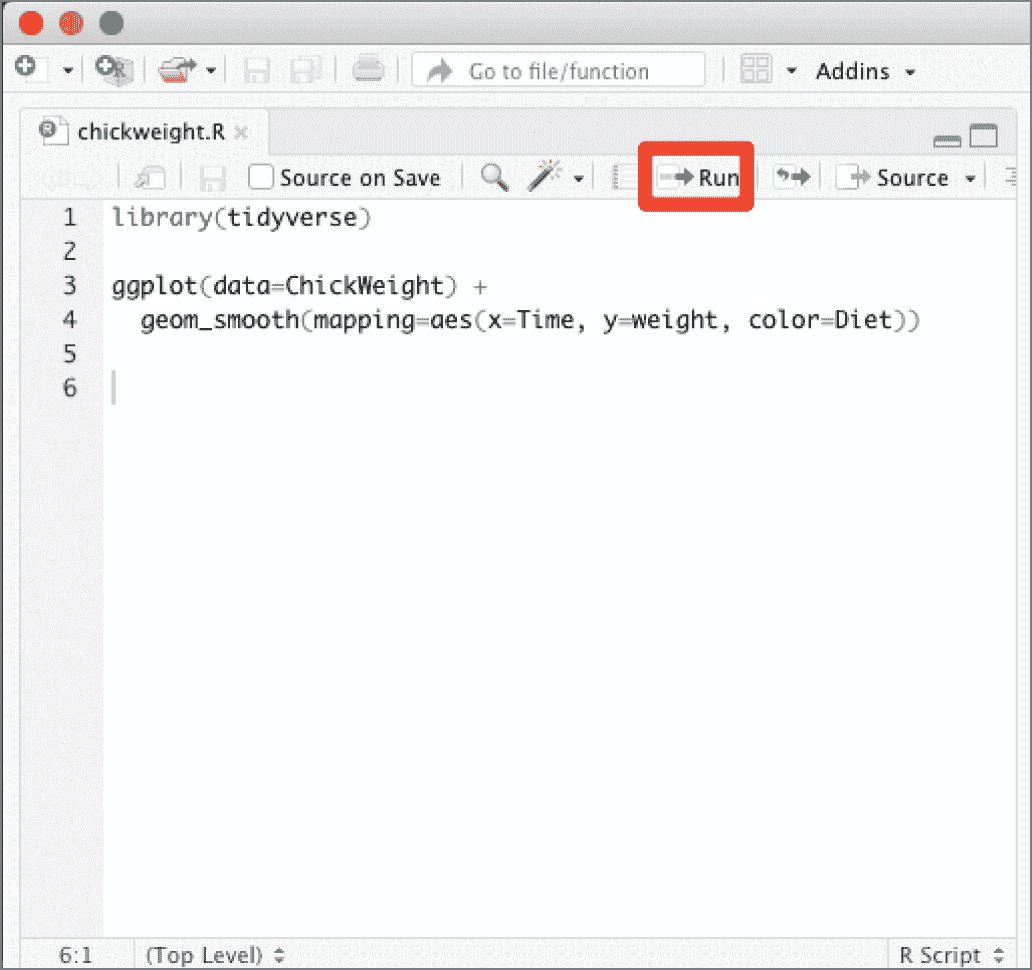 Go to file/function Addins
chickweight.R
Source on Save Run Source
1 library(tidyverse)
2
3 ggplot(data=ChickWeight) +
4 geom_smooth(mapping=aes(x=Time, y=weight, color=Diet))
5
6
6:1 (Top Level) R Script